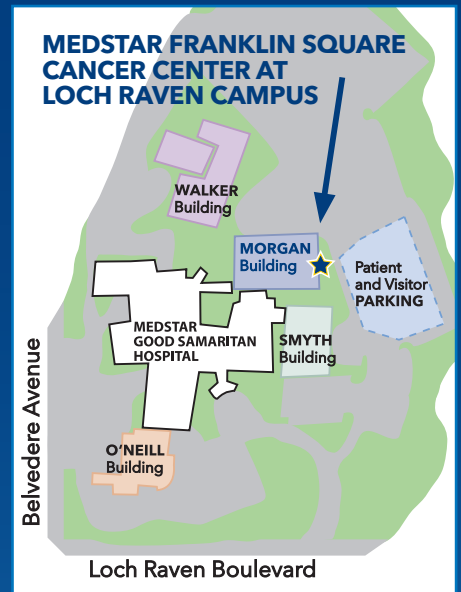 MEDSTAR FRANKLIN SQUARE
CANCER CENTER AT
LOCH RAVEN CAMPUS
WALKER
Building
MORGAN
Building
Patient
and Visitor
PARKING
MEDSTAR
GOOD SAMARITAN
HOSPITAL
SMYTH
Building
O'NEILL
Building
Belvedere Avenue
Loch Raven Boulevard